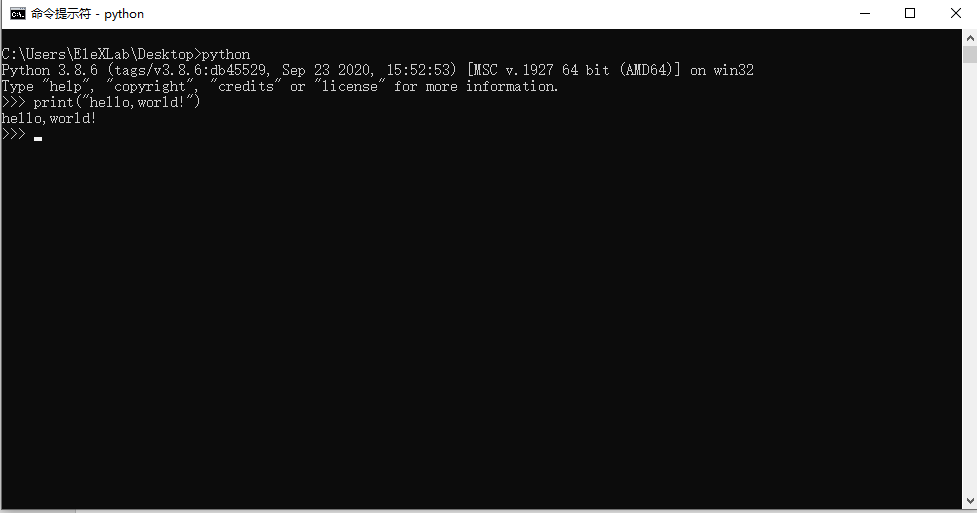 命令提示符 - python
C:\Users\EleXLab\Desktop>python
Python 3.8.6 (tags/v3.8.6:db45529, Sep 23 2020, 15:52:53) [MSC v.1927 64 bit (AMD64)] on win32
Type "help", "copyright", "credits" or "license" for more information.
>>> print("hello,world!")
hello,world!
>>>